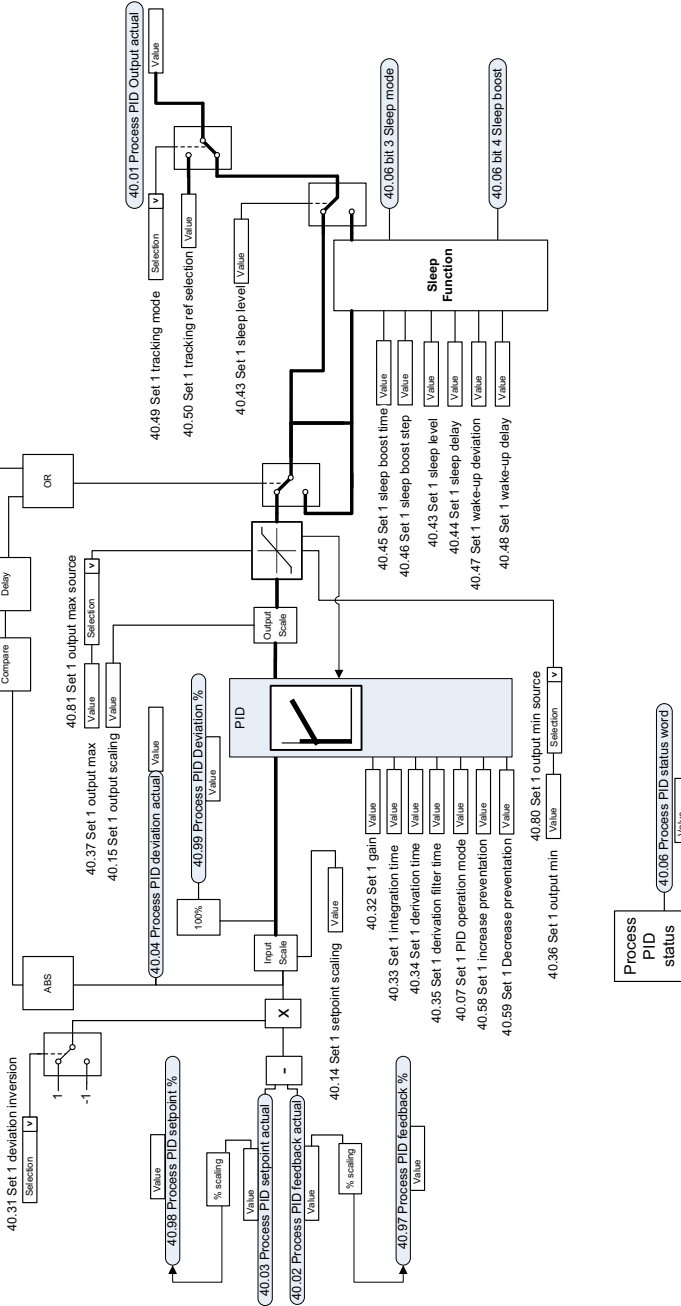 40.31 Set 1 deviation inversion
Selection
v
1
-1
Value
40.98 Process PID setpoint %
% scaling
Value
40.03 Process PID setpoint actual
40.02 Process PID feedback actual
Value
% scaling
40.97 Process PID feedback %
Value
-
X
ABS
40.14 Set 1 setpoint scaling
Value
Input
Scale
100%
40.04 Process PID deviation actual
Value
40.99 Process PID Deviation %
Value
Compare
Delay
OR
40.37 Set 1 output max
Value
40.81 Set 1 output max source
Selection
v
40.15 Set 1 output scaling
Value
PID
Output
Scale
40.32 Set 1 gain
Value
40.33 Set 1 integration time
Value
40.34 Set 1 derivation time
Value
40.35 Set 1 derivation filter time
Value
40.07 Set 1 PID operation mode
Value
40.58 Set 1 increase preventation
Value
40.59 Set 1 Decrease preventation
Value
40.36 Set 1 output min
Value
40.80 Set 1 output min source
Selection
v
40.49 Set 1 tracking mode
Selection
v
40.50 Set 1 tracking ref selection
Value
40.43 Set 1 sleep level
Value
40.01 Process PID Output actual
Value
40.45 Set 1 sleep boost time
Value
40.46 Set 1 sleep boost step
Value
40.43 Set 1 sleep level
Value
40.44 Set 1 sleep delay
Value
40.47 Set 1 wake-up deviation
Value
40.48 Set 1 wake-up delay
Value
Sleep
Function
40.06 bit 3 Sleep mode
40.06 bit 4 Sleep boost
Process
PID
status
40.06 Process PID status word
Value